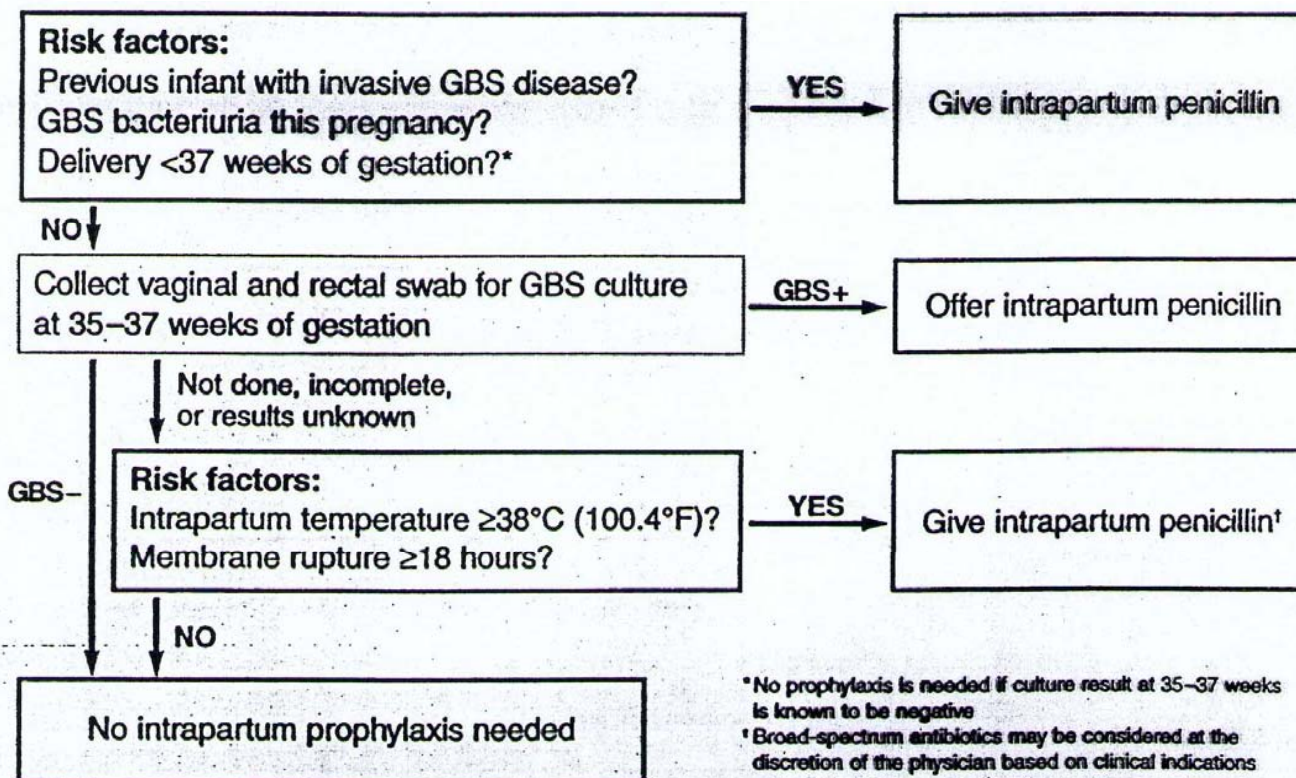 Risk factors:
Previous infant with invasive GBS disease?
GBS bacteriuria this pregnancy?
Delivery <37 weeks of gestation?*
YES
Give intrapartum penicillin
NO
Collect vaginal and rectal swab for GBS culture
at 35–37 weeks of gestation
GBS+
Offer intrapartum penicillin
Not done, incomplete,
or results unknown
GBS–
Risk factors:
Intrapartum temperature ≥38°C (100.4°F)?
Membrane rupture ≥18 hours?
YES
Give intrapartum penicillin†
NO
No intrapartum prophylaxis needed
*No prophylaxis is needed if culture result at 35–37 weeks
is known to be negative
†Broad-spectrum antibiotics may be considered at the
discretion of the physician based on clinical indications